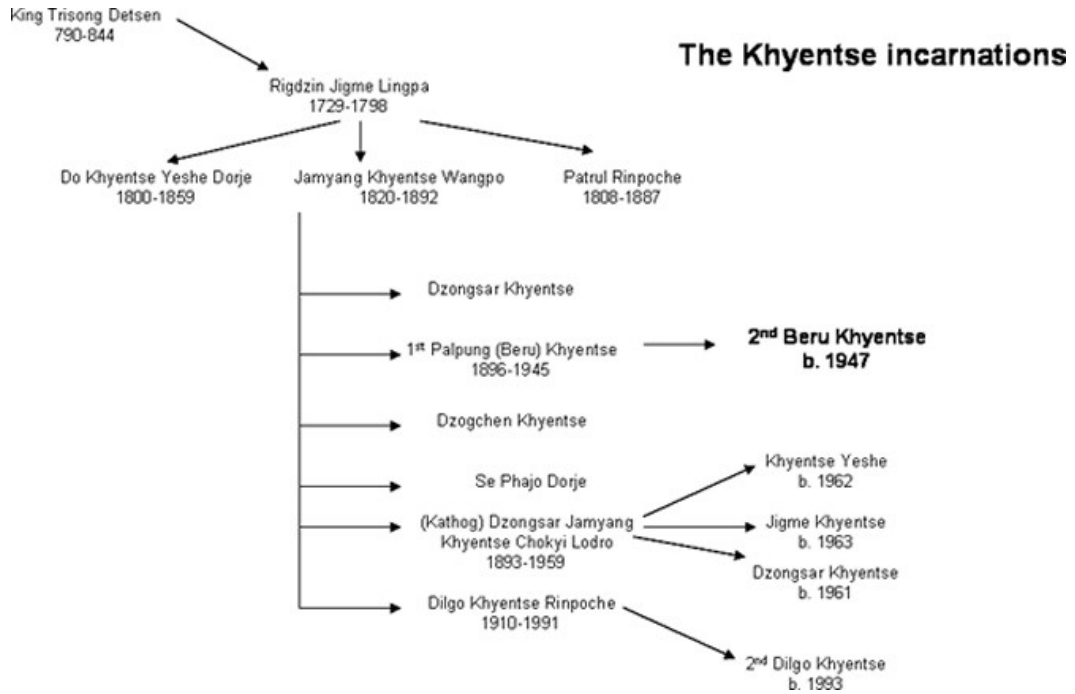 King Trisong Detsen
790-844
The Khyentse incarnations
Rigdzin Jigme Lingpa
1729-1798
Do Khyentse Yeshe Dorje
1800-1859
Jamyang Khyentse Wangpo
1820-1892
Patrul Rinpoche
1808-1887
Dzongsar Khyentse
1st Palpung (Beru) Khyentse
1896-1945
2nd Beru Khyentse
b. 1947
Dzogchen Khyentse
Se Phajo Dorje
(Kathog) Dzongsar Jamyang
Khyentse Chokyi Lodro
1893-1959
Khyentse Yeshe
b. 1962
Jigme Khyentse
b. 1963
Dzongsar Khyentse
b. 1961
Dilgo Khyentse Rinpoche
1910-1991
2nd Dilgo Khyentse
b. 1993